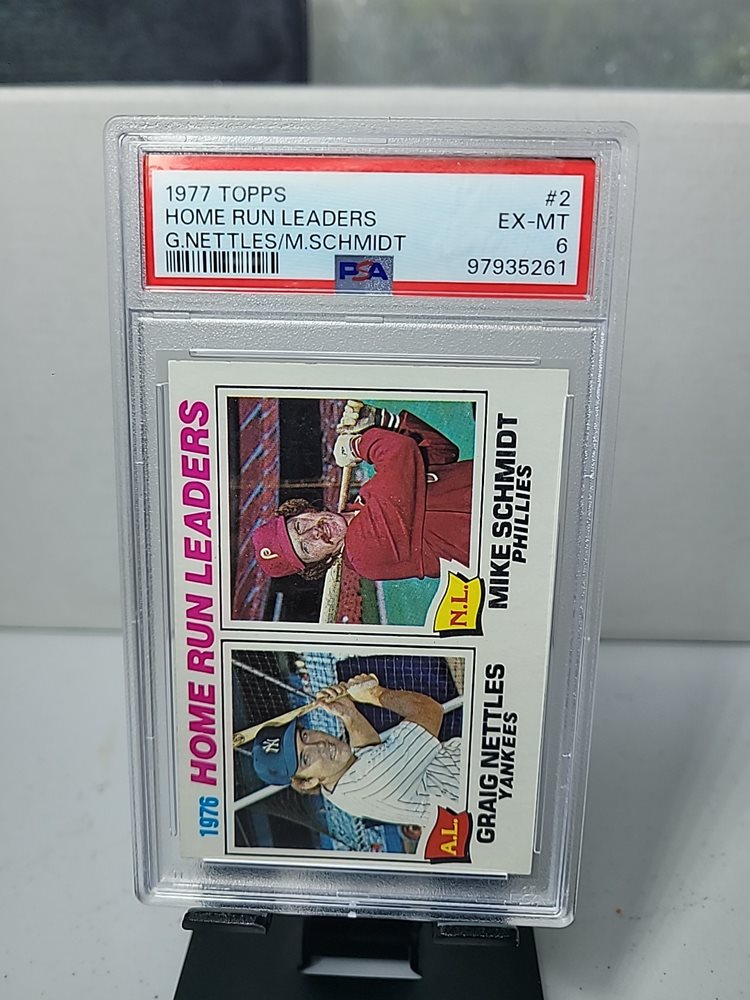 1977 TOPPS
#2
HOME RUN LEADERS
EX-MT
G.NETTLES/M.SCHMIDT
6
PSA
97935261
1976 HOME RUN LEADERS
P
N.L.
MIKE SCHMIDT
PHILLIES
NY
A.L.
GRAIG NETTLES
YANKEES